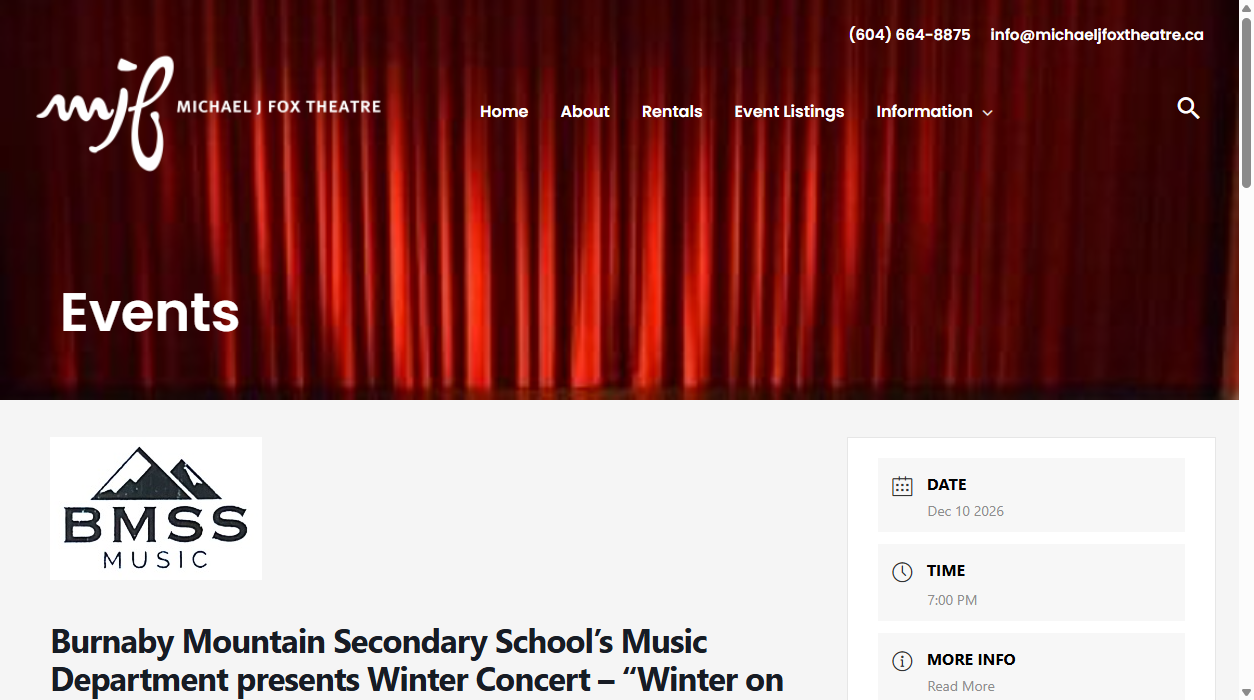 (604) 664-8875 info@michaeljfoxtheatre.ca
mjf MICHAEL J FOX THEATRE
Home About Rentals Event Listings Information
Events
BMSS
MUSIC
Burnaby Mountain Secondary School’s Music
Department presents Winter Concert – “Winter on
DATE
Dec 10 2026
TIME
7:00 PM
MORE INFO
Read More